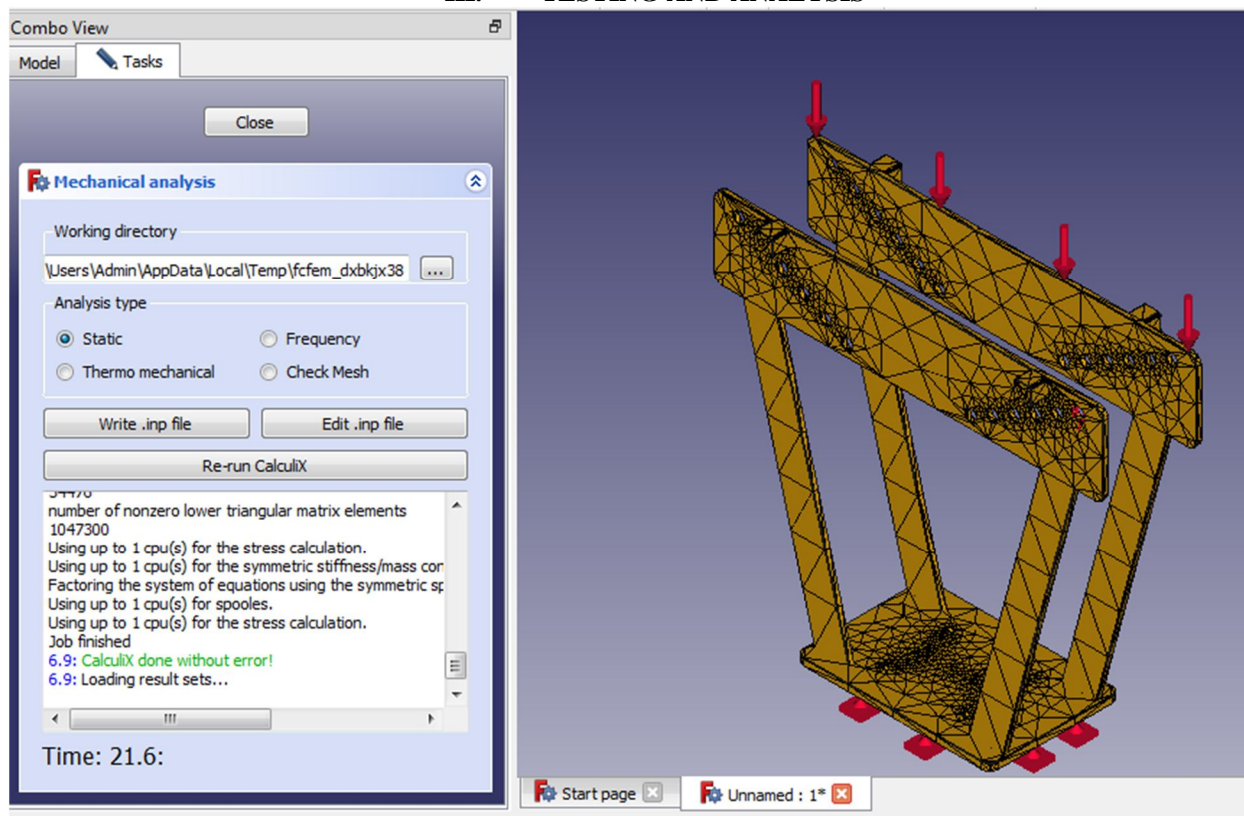 III. TESTING AND ANALYSIS
Combo View
Model
Tasks
Close
Mechanical analysis
Working directory
\Users\Admin\AppData\Local\Temp\fcfem_dxbkjx38
...
Analysis type
Static
Frequency
Thermo mechanical
Check Mesh
Write .inp file
Edit .inp file
Re-run CalculiX
number of nonzero lower triangular matrix elements
1047300
Using up to 1 cpu(s) for the stress calculation.
Using up to 1 cpu(s) for the symmetric stiffness/mass con
Factoring the system of equations using the symmetric sp
Using up to 1 cpu(s) for spooles.
Using up to 1 cpu(s) for the stress calculation.
Job finished
6.9: CalculiX done without error!
6.9: Loading result sets...
Time: 21.6:
Start page
Unnamed : 1*